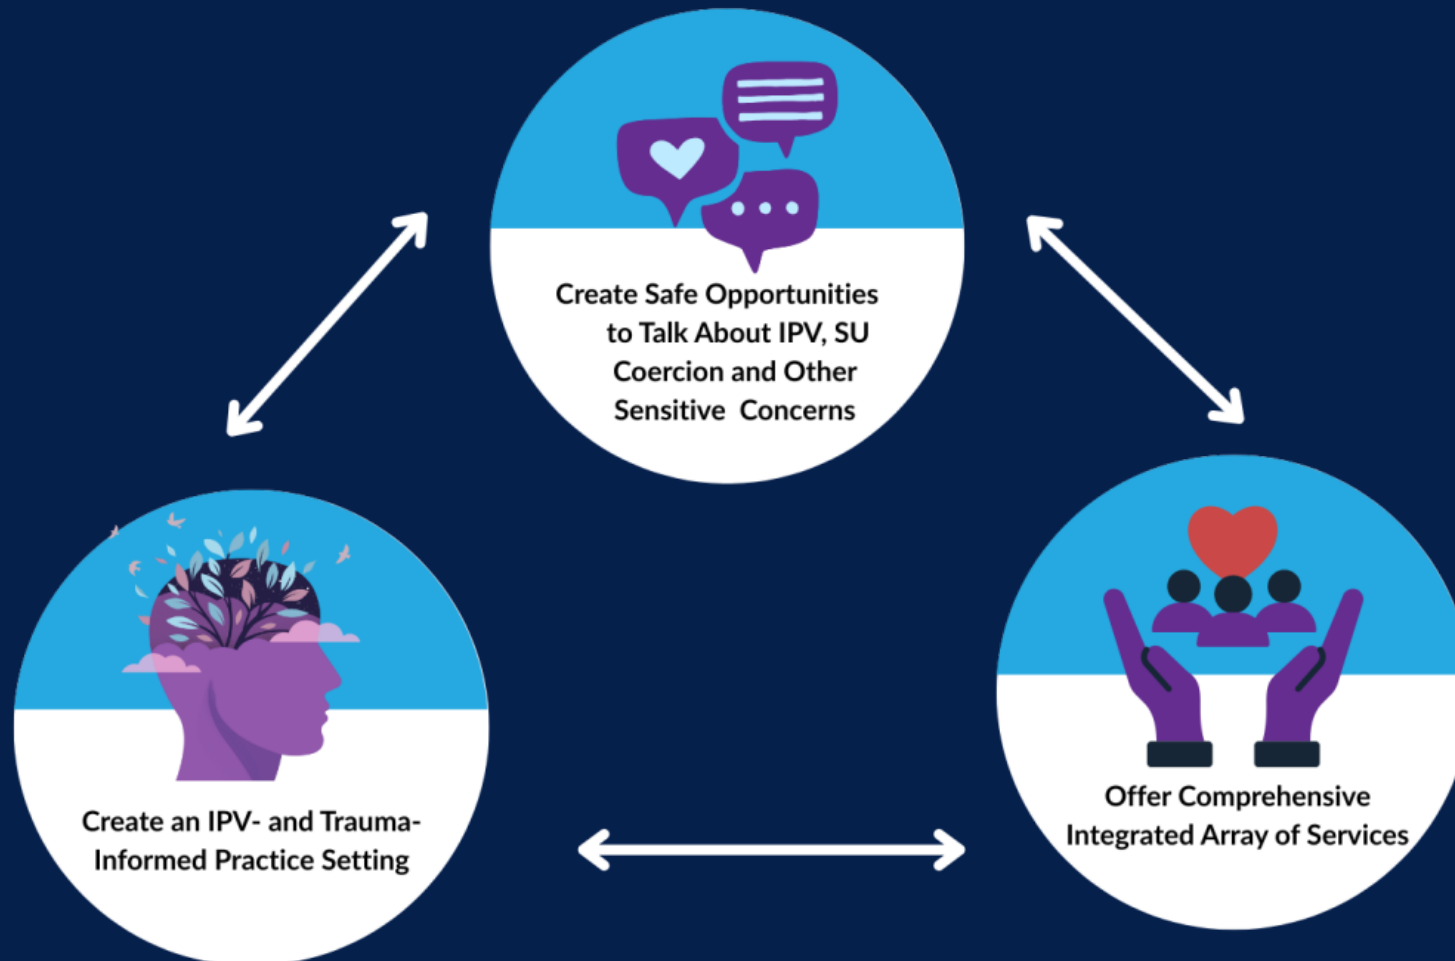 Create Safe Opportunities
to Talk About IPV, SU
Coercion and Other
Sensitive Concerns
Create an IPV- and Trauma-
Informed Practice Setting
Offer Comprehensive
Integrated Array of Services